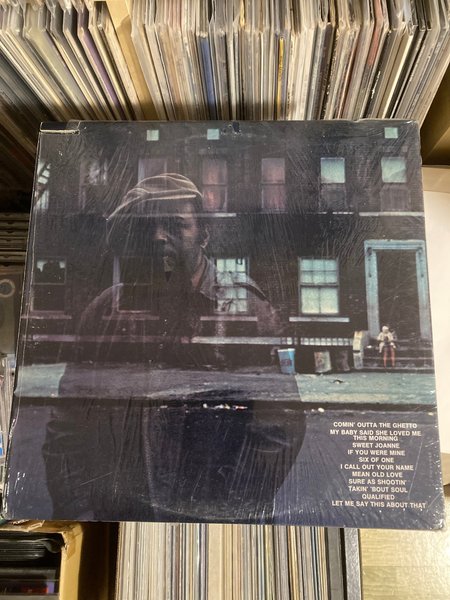 COMIN' OUTTA THE GHETTO
MY BABY SAID SHE LOVED ME
THIS MORNING
SWEET JOANNE
IF YOU WERE MINE
SIX OF ONE
I CALL OUT YOUR NAME
MEAN OLD LOVE
SURE AS SHOOTIN'
TAKIN' 'BOUT SOUL
QUALIFIED
LET ME SAY THIS ABOUT THAT